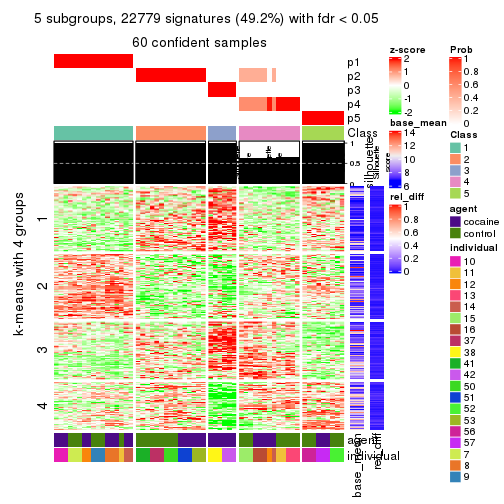 5 subgroups, 22779 signatures (49.2%) with fdr < 0.05
60 confident samples
p1
p2
p3
p4
p5
Class
1
0.5
0
silhouette
score
k-means with 4 groups
1
2
3
4
agent
individual
base_mean
rel_diff
z-score
2
1
0
-1
-2
base_mean
14
12
10
8
6
rel_diff
1
0.8
0.6
0.4
0.2
0
Prob
1
0.8
0.6
0.4
0.2
0
Class
1
2
3
4
5
agent
cocaine
control
individual
10
11
12
13
14
15
16
37
38
41
42
50
51
52
53
56
57
7
8
9